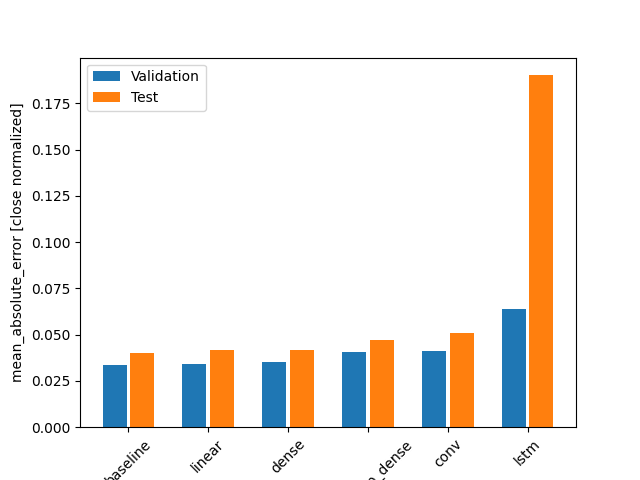 Validation
Test
mean_absolute_error [close normalized]
0.175
0.150
0.125
0.100
0.075
0.050
0.025
0.000
baseline
linear
dense
_dense
conv
lstm